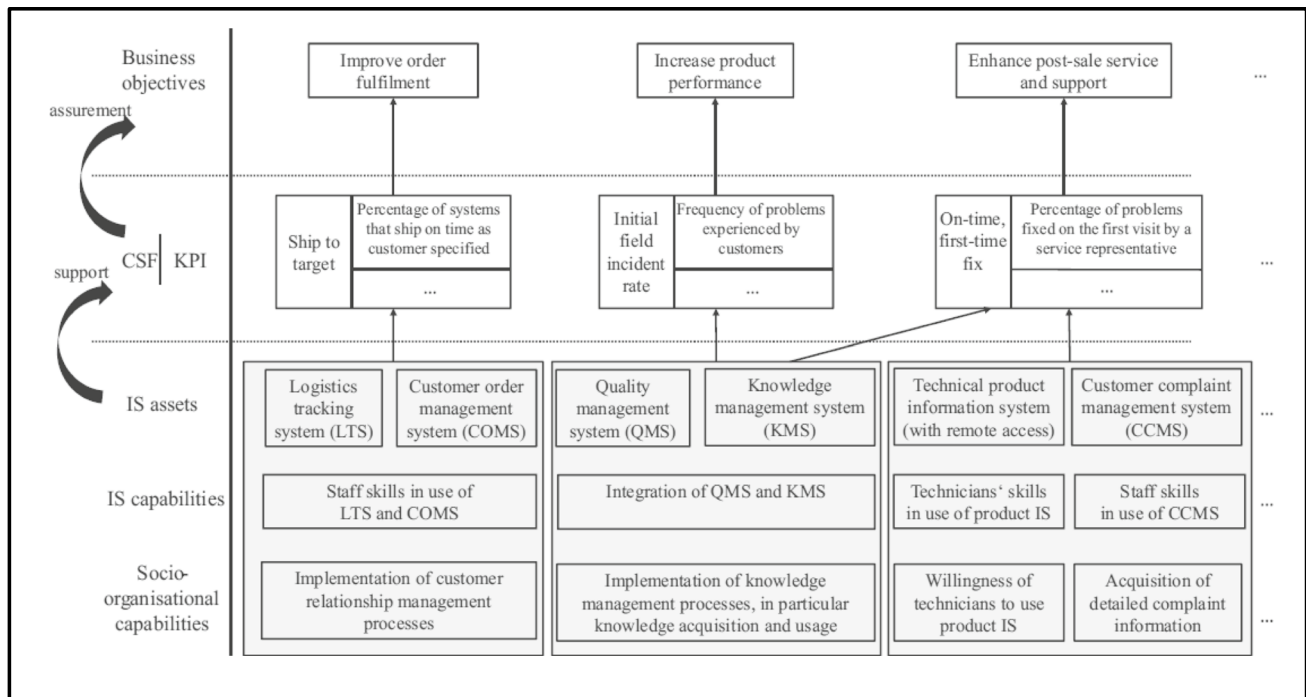 Business
objectives
Improve order
fulfilment
Increase product
performance
Enhance post-sale service
and support
...
assurement
CSF
KPI
support
Ship to
target
Percentage of systems
that ship on time as
customer specified
...
Initial
field
incident
rate
Frequency of problems
experienced by
customers
...
On-time,
first-time
fix
Percentage of problems
fixed on the first visit by a
service representative
...
...
IS assets
Logistics
tracking
system (LTS)
Customer order
management
system (COMS)
Quality
management
system (QMS)
Knowledge
management system
(KMS)
Technical product
information system
(with remote access)
Customer complaint
management system
(CCMS)
...
IS capabilities
Staff skills in use of
LTS and COMS
Integration of QMS and KMS
Technicians‘ skills
in use of product IS
Staff skills
in use of CCMS
...
Socio-
organisational
capabilities
Implementation of customer
relationship management
processes
Implementation of knowledge
management processes, in particular
knowledge acquisition and usage
Willingness of
technicians to use
product IS
Acquisition of
detailed complaint
information
...